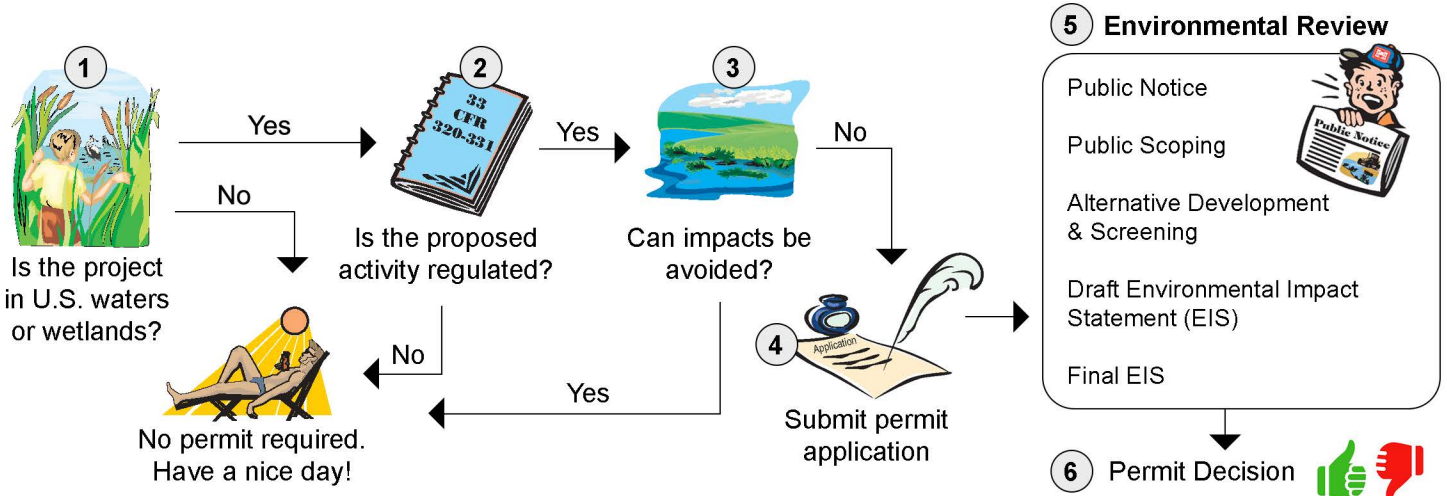 1
Is the project
in U.S. waters
or wetlands?
Yes
No
2
33
CFR
320-331
Is the proposed
activity regulated?
Yes
No
3
Can impacts be
avoided?
No
Yes
No permit required.
Have a nice day!
4
Application
Submit permit
application
5 Environmental Review
Public Notice
Public Notice
Public Scoping
Alternative Development
& Screening
Draft Environmental Impact
Statement (EIS)
Final EIS
6 Permit Decision